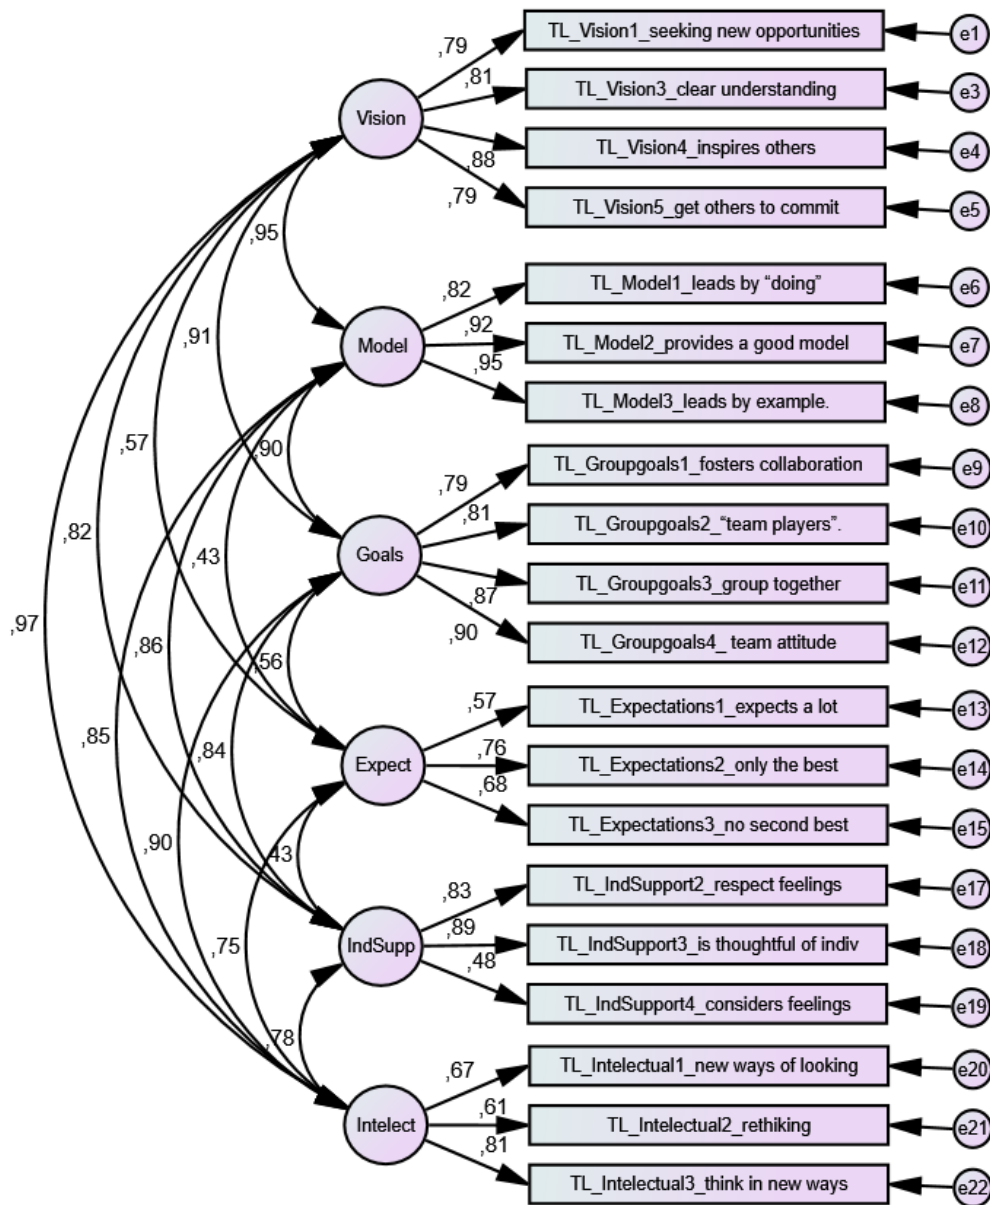 TL_Vision1_seeking new opportunities
e1
,79
TL_Vision3_clear understanding
e3
,81
Vision
TL_Vision4_inspires others
e4
,88
TL_Vision5_get others to commit
e5
,79
,95
TL_Model1_leads by “doing”
e6
,82
Model
,92
TL_Model2_provides a good model
e7
,95
TL_Model3_leads by example.
e8
,91
,57
,90
TL_Groupgoals1_fosters collaboration
e9
,79
,81
TL_Groupgoals2_“team players”.
e10
Goals
,82
,43
TL_Groupgoals3_group together
e11
,87
TL_Groupgoals4_ team attitude
e12
,90
,97
,86
,56
TL_Expectations1_expects a lot
e13
,57
,85
,84
Expect
,76
TL_Expectations2_only the best
e14
,68
TL_Expectations3_no second best
e15
,90
,43
TL_IndSupport2_respect feelings
e17
,83
,89
,75
IndSupp
TL_IndSupport3_is thoughtful of indiv
e18
,48
TL_IndSupport4_considers feelings
e19
,78
TL_Intelectual1_new ways of looking
e20
,67
,61
Intelect
TL_Intelectual2_rethiking
e21
,81
TL_Intelectual3_think in new ways
e22